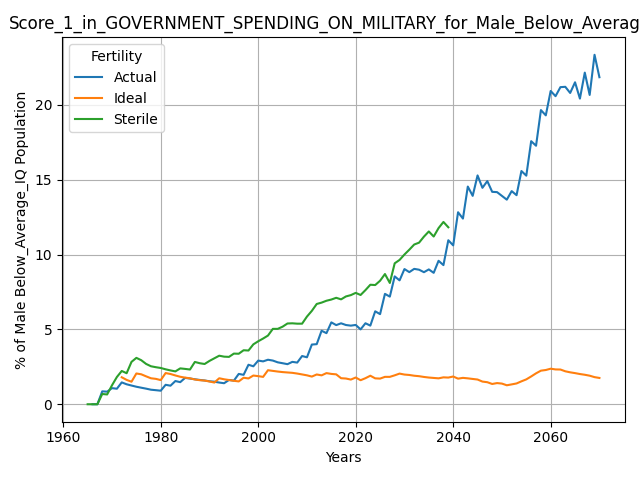 Score_1_in_GOVERNMENT_SPENDING_ON_MILITARY_for_Male_Below_Averag
Fertility
Actual
Ideal
Sterile
% of Male Below_Average_IQ Population
20
15
10
5
0
1960 1980 2000 2020 2040 2060
Years